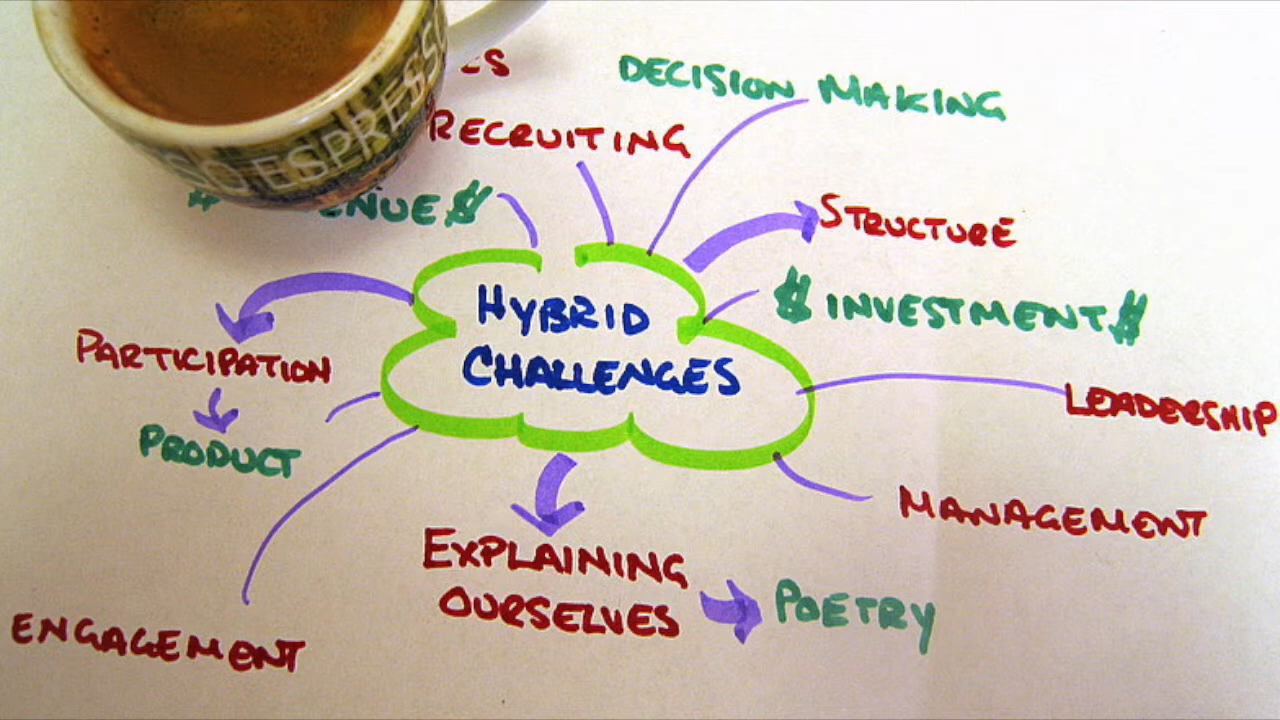 ESPRESSO
DECISION MAKING
RECRUITING
$
$
STRUCTURE
HYBRID
CHALLENGES
$ INVESTMENT $
PARTICIPATION
PRODUCT
LEADERSHIP
MANAGEMENT
EXPLAINING
OURSELVES
POETRY
ENGAGEMENT